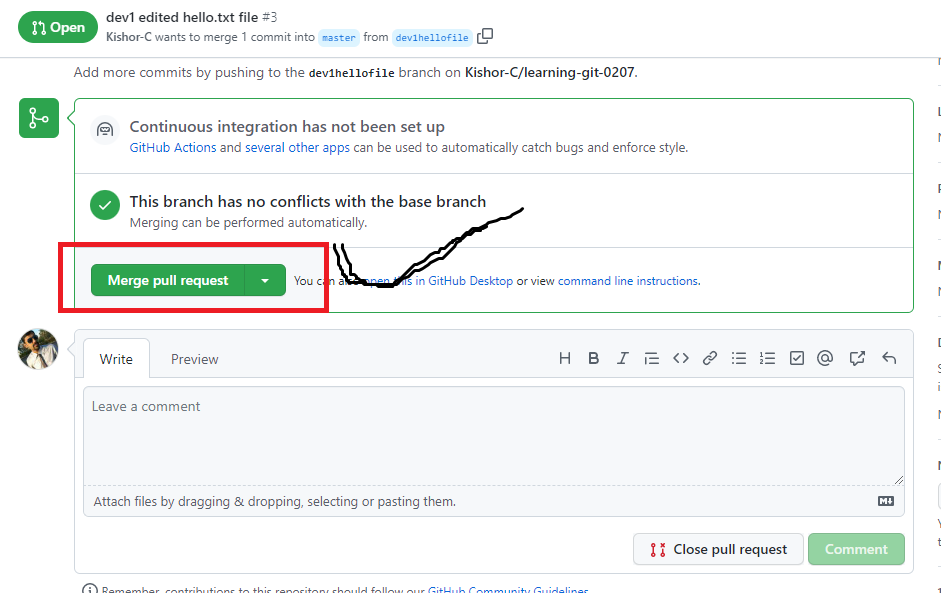 Open
dev1 edited hello.txt file #3
Kishor-C wants to merge 1 commit into master from dev1hellofile
Add more commits by pushing to the dev1hellofile branch on Kishor-C/learning-git-0207.
Continuous integration has not been set up
GitHub Actions and several other apps can be used to automatically catch bugs and enforce style.
This branch has no conflicts with the base branch
Merging can be performed automatically.
Merge pull request
You can also open this in GitHub Desktop or view command line instructions.
Write Preview
H B I @
Leave a comment
Attach files by dragging & dropping, selecting or pasting them.
Close pull request Comment
Remember, contributions to this repository should follow our GitHub Community Guidelines